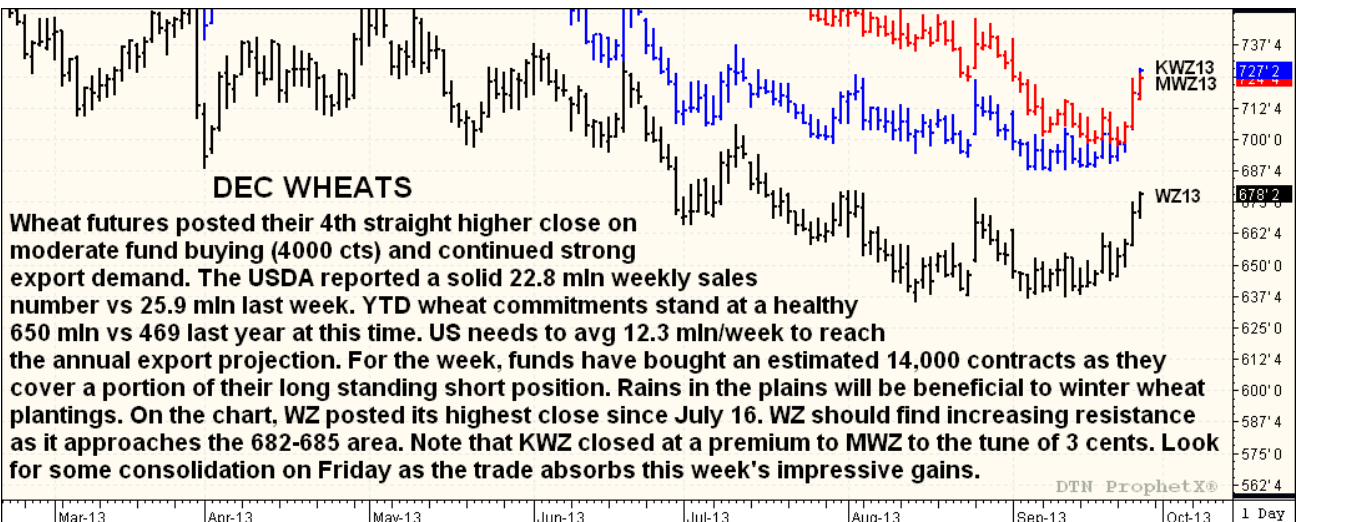 737'4
KWZ13
727'2
MWZ13
712'4
700'0
687'4
DEC WHEATS
678'2
WZ13
Wheat futures posted their 4th straight higher close on
moderate fund buying (4000 cts) and continued strong
export demand. The USDA reported a solid 22.8 mln weekly sales
number vs 25.9 mln last week. YTD wheat commitments stand at a healthy
650 mln vs 469 last year at this time. US needs to avg 12.3 mln/week to reach
the annual export projection. For the week, funds have bought an estimated 14,000 contracts as they
cover a portion of their long standing short position. Rains in the plains will be beneficial to winter wheat
plantings. On the chart, WZ posted its highest close since July 16. WZ should find increasing resistance
as it approaches the 682-685 area. Note that KWZ closed at a premium to MWZ to the tune of 3 cents. Look
for some consolidation on Friday as the trade absorbs this week's impressive gains.
662'4
650'0
637'4
625'0
612'4
600'0
587'4
575'0
562'4
DTN ProphetX®
Mar-13 Apr-13 May-13 Jun-13 Jul-13 Aug-13 Sep-13 Oct-13 1 Day